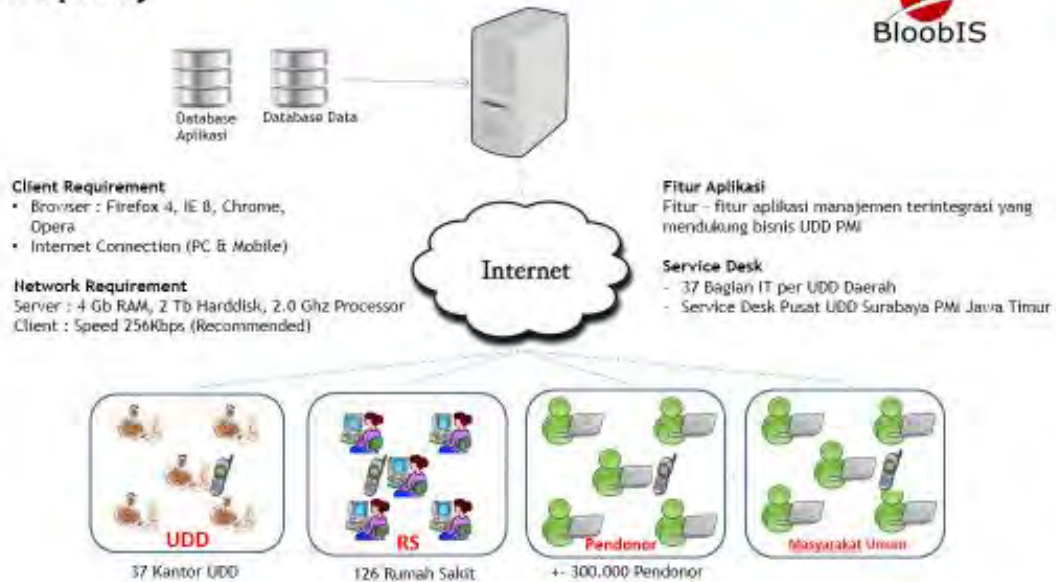 BloobIS
Database
Aplikasi
Database Data
Client Requirement
• Browser : Firefox 4, IE 8, Chrome,
Opera
• Internet Connection (PC & Mobile)
Network Requirement
Server : 4 Gb RAM, 2 Tb Harddisk, 2.0 Ghz Processor
Client : Speed 256Kbps (Recommended)
Internet
Fitur Aplikasi
Fitur - fitur aplikasi manajemen terintegrasi yang
mendukung bisnis UDD PMI
Service Desk
- 37 Bagian IT per UDD Daerah
- Service Desk Pusat UDD Surabaya PMI Jawa Timur
UDD
RS
Pendonor
Masyarakat Umum
37 Kantor UDD
126 Rumah Sakit
+- 300.000 Pendonor